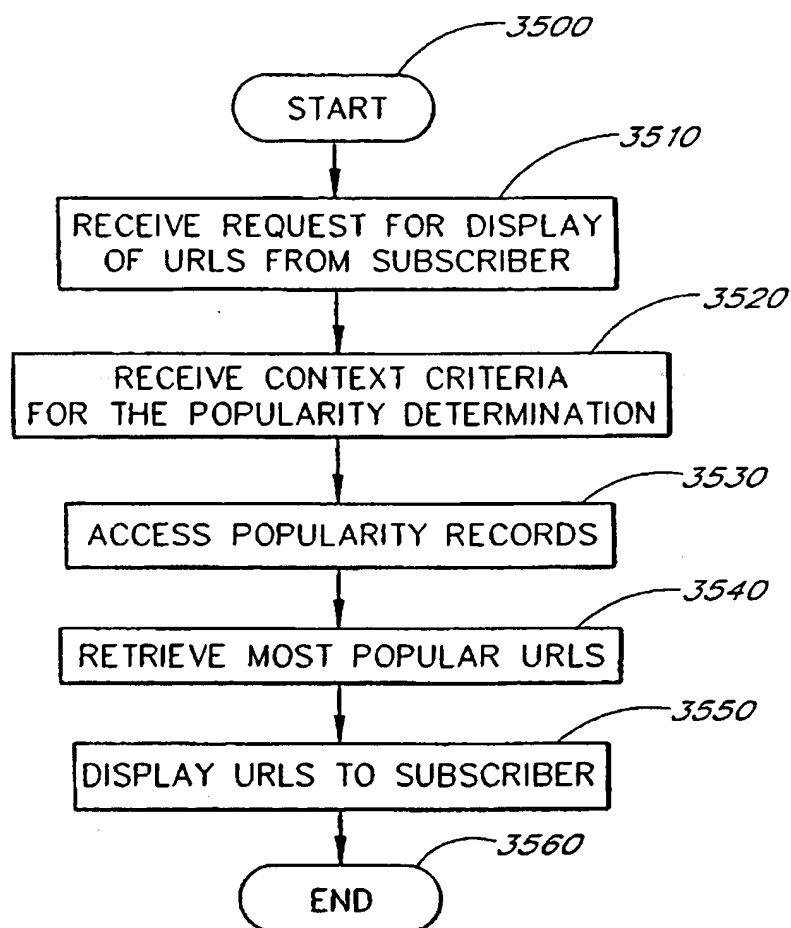 3500
START
3510
RECEIVE REQUEST FOR DISPLAY
OF URLS FROM SUBSCRIBER
3520
RECEIVE CONTEXT CRITERIA
FOR THE POPULARITY DETERMINATION
3530
ACCESS POPULARITY RECORDS
3540
RETRIEVE MOST POPULAR URLS
3550
DISPLAY URLS TO SUBSCRIBER
3560
END